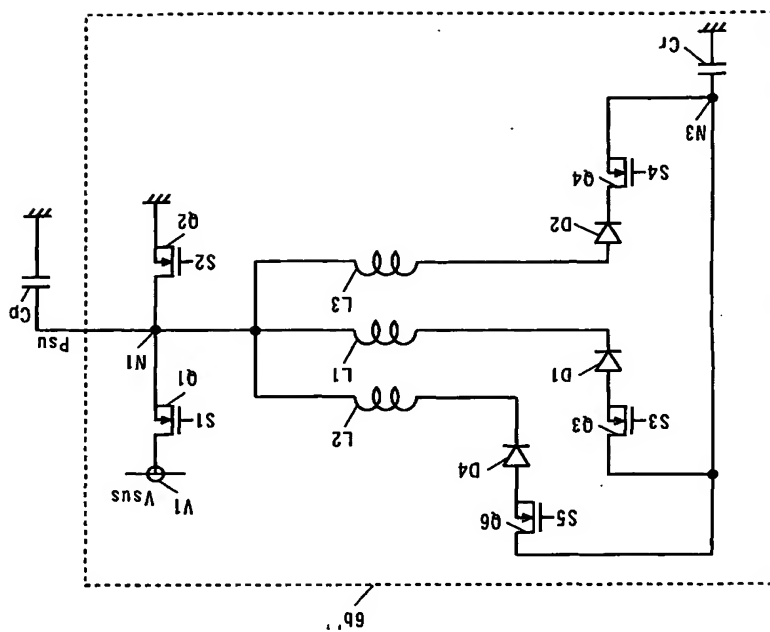 6b''
Q6
S5
V1
Vsus
D4
L2
Q3
S3
S1
Q1
D1
L1
N1
Psu
Cp
L3
S2
Q2
D2
Q4
S4
N3
Cr